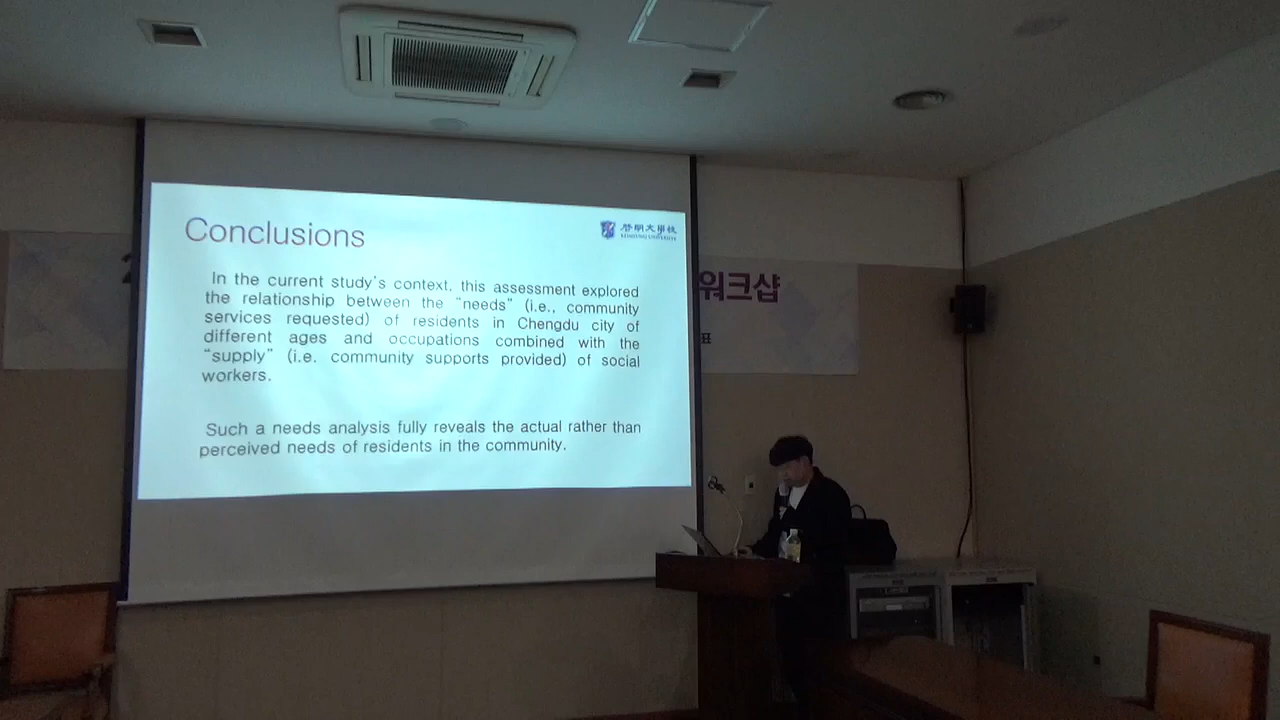 Conclusions
啓明大學校
KEIMYUNG UNIVERSITY
In the current study's context, this assessment explored
the relationship between the "needs" (i.e., community
services requested) of residents in Chengdu city of
different ages and occupations combined with the
"supply" (i.e. community supports provided) of social
workers.
Such a needs analysis fully reveals the actual rather than
perceived needs of residents in the community.
2
워크샵
표